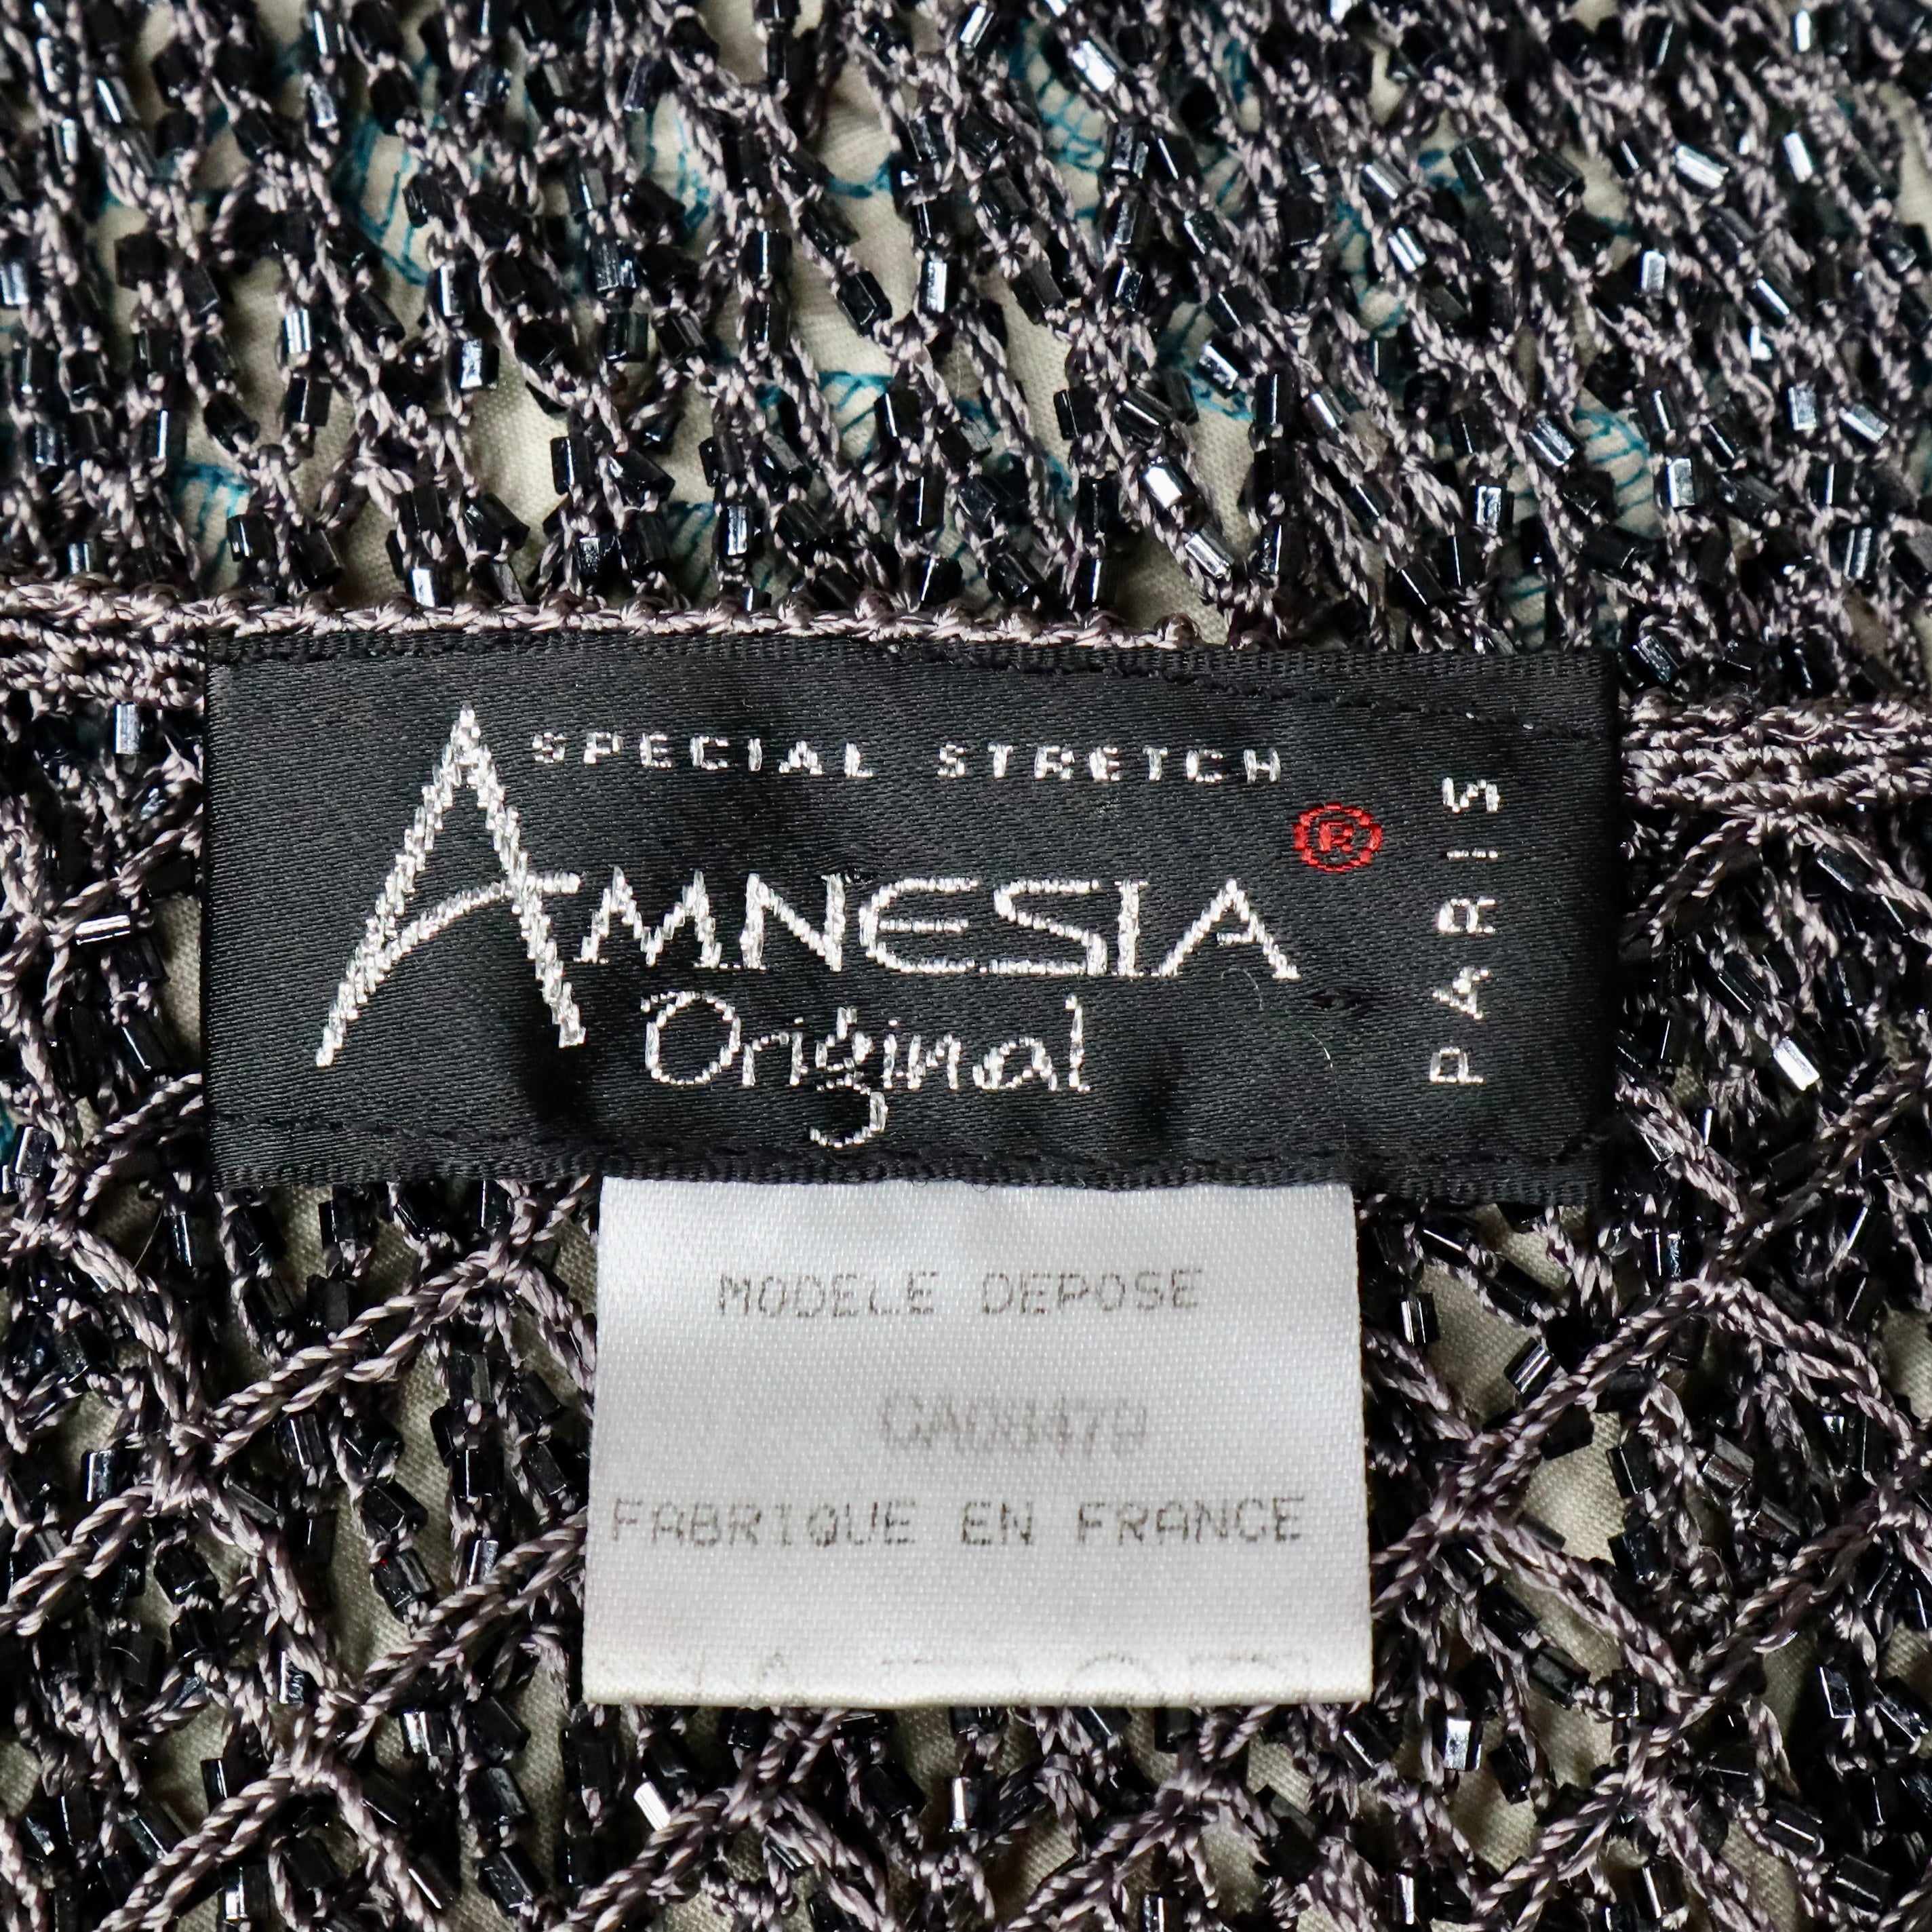 SPECIAL STRETCH
AMNESIA ®
Original
PARIS
MODELE DEPOSE
FABRIQUE EN FRANCE